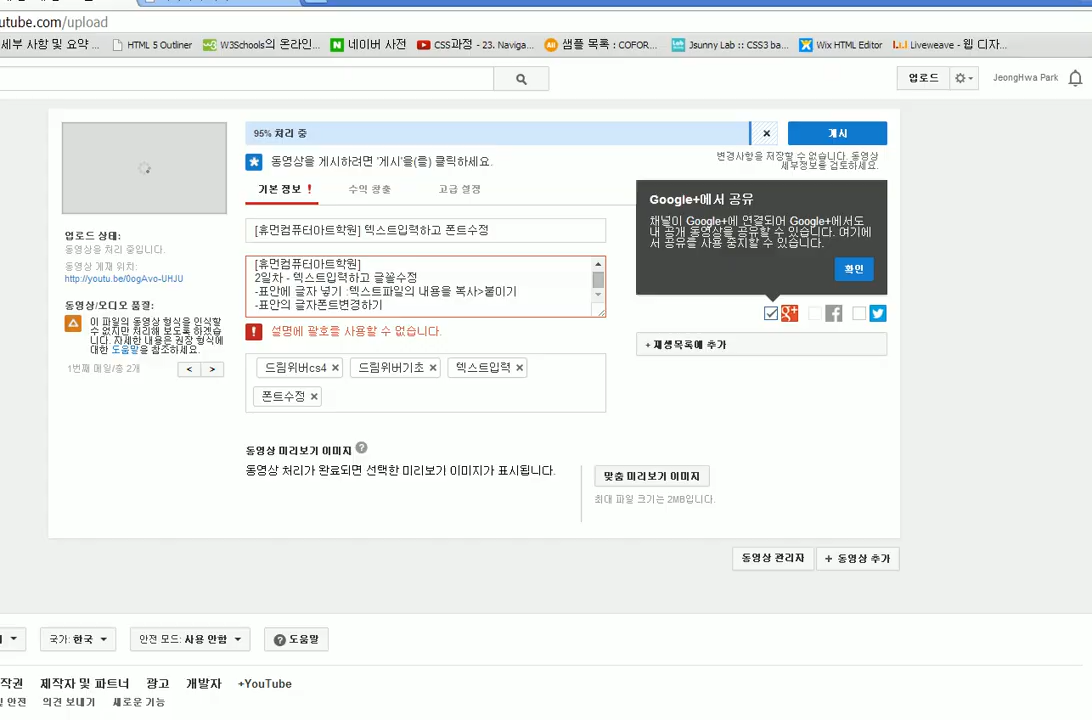 utube.com/upload
세부 사항 및 요약...
HTML 5 Outliner
W3Schools의 온라인...
네이버 사전
CSS과정 - 23. Naviga...
샘플 목록 : COFOR...
Jsunny Lab :: CSS3 ba...
Wix HTML Editor
Liveweave - 웹 디자...
업로드
JeongHwa Park
95% 처리 중
게시
동영상을 게시하려면 '게시'을(를) 클릭하세요.
변경사항을 저장할 수 없습니다. 동영상
세부정보를 검토하세요.
기본 정보 !
수익 창출
고급 설정
Google+에서 공유
채널이 Google+에 연결되어 Google+에서도
내 공개 동영상을 공유할 수 있습니다. 여기에
서 공유를 사용 중지할 수 있습니다.
확인
[휴먼컴퓨터아트학원] 텍스트입력하고 폰트수정
업로드 상태:
동영상을 처리 중입니다.
동영상 게재 위치:
http://youtu.be/0ogAvo-UHJU
[휴먼컴퓨터아트학원]
2일차 - 텍스트입력하고 글꼴수정
-표안에 글자 넣기 :텍스트파일의 내용을 복사>붙이기
-표안의 글자폰트변경하기
동영상/오디오 품질:
이 파일의 동영상 형식을 인식할
수 없지만 처리해 보도록 하겠습
니다. 자세한 내용은 권장 형식에
대한 도움말을 참조하세요.
1번째 메일/총 2개
< >
! 설명에 괄호를 사용할 수 없습니다.
+ 재생목록에 추가
드림위버cs4 ×
드림위버기초 ×
텍스트입력 ×
폰트수정 ×
동영상 미리보기 이미지 ?
동영상 처리가 완료되면 선택한 미리보기 이미지가 표시됩니다.
맞춤 미리보기 이미지
최대 파일 크기는 2MB입니다.
동영상 관리자
+ 동영상 추가
국가: 한국
안전 모드: 사용 안함
? 도움말
작권
제작자 및 파트너
광고
개발자
+YouTube
및 안전
의견 보내기
새로운 기능